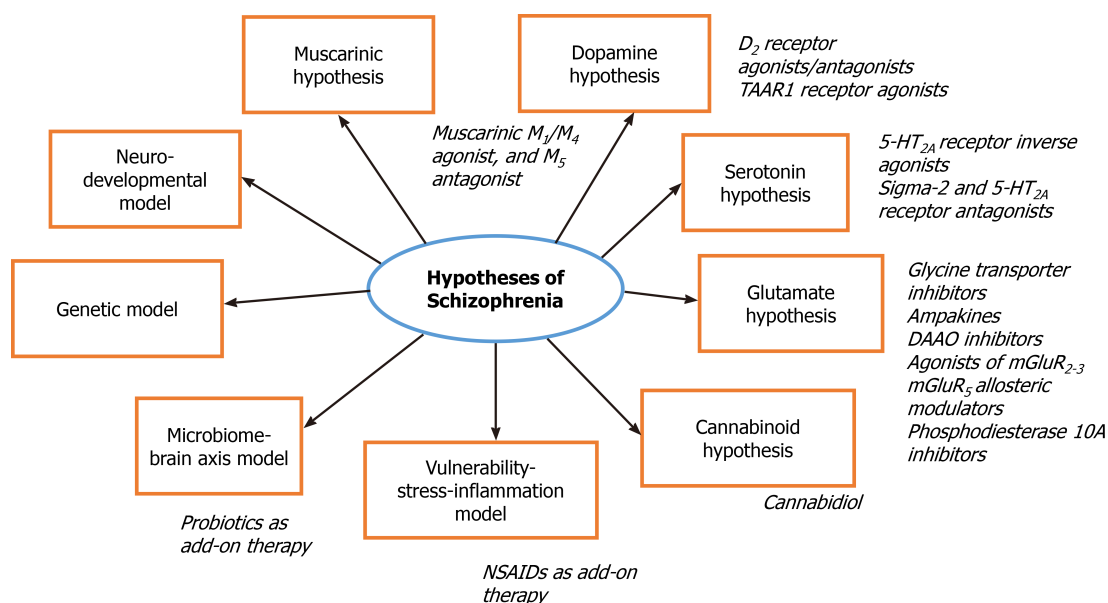 Muscarinic
hypothesis
Dopamine
hypothesis
D2 receptor
agonists/antagonists
TAAR1 receptor agonists
Muscarinic M1/M4
agonist, and M5
antagonist
Neuro-
developmental
model
Serotonin
hypothesis
5-HT2A receptor inverse
agonists
Sigma-2 and 5-HT2A
receptor antagonists
Hypotheses of
Schizophrenia
Genetic model
Glutamate
hypothesis
Glycine transporter
inhibitors
Ampakines
DAAO inhibitors
Agonists of mGluR2-3
mGluR5 allosteric
modulators
Phosphodiesterase 10A
inhibitors
Microbiome-
brain axis model
Probiotics as
add-on therapy
Vulnerability-
stress-inflammation
model
NSAIDs as add-on
therapy
Cannabinoid
hypothesis
Cannabidiol